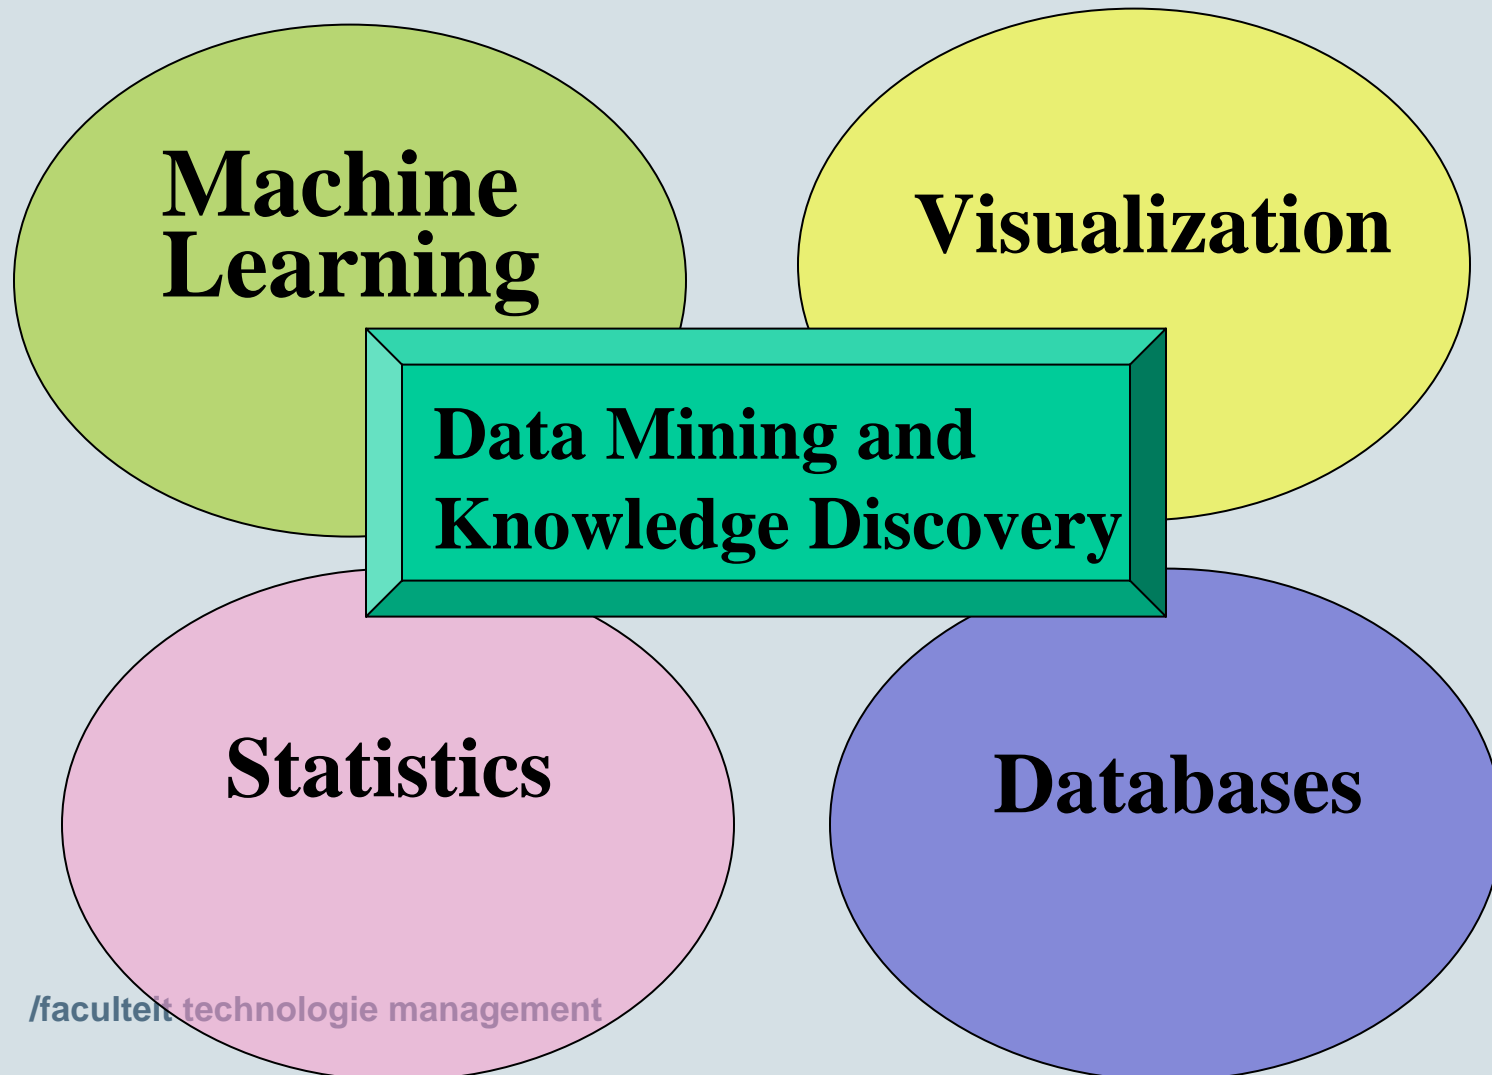 Machine
Learning
Visualization
Data Mining and
Knowledge Discovery
Statistics
Databases
/faculteit technologie management